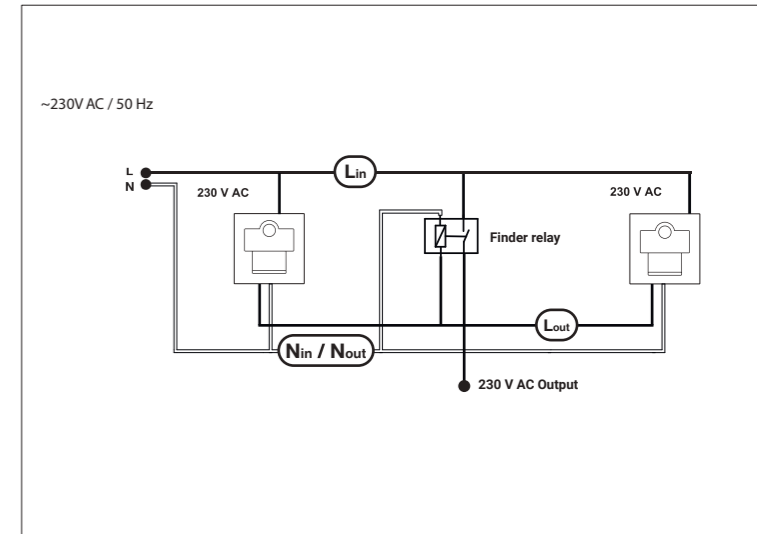 ~230V AC / 50 Hz
L
Lin
N
230 V AC
230 V AC
Finder relay
Lout
Nin / Nout
230 V AC Output